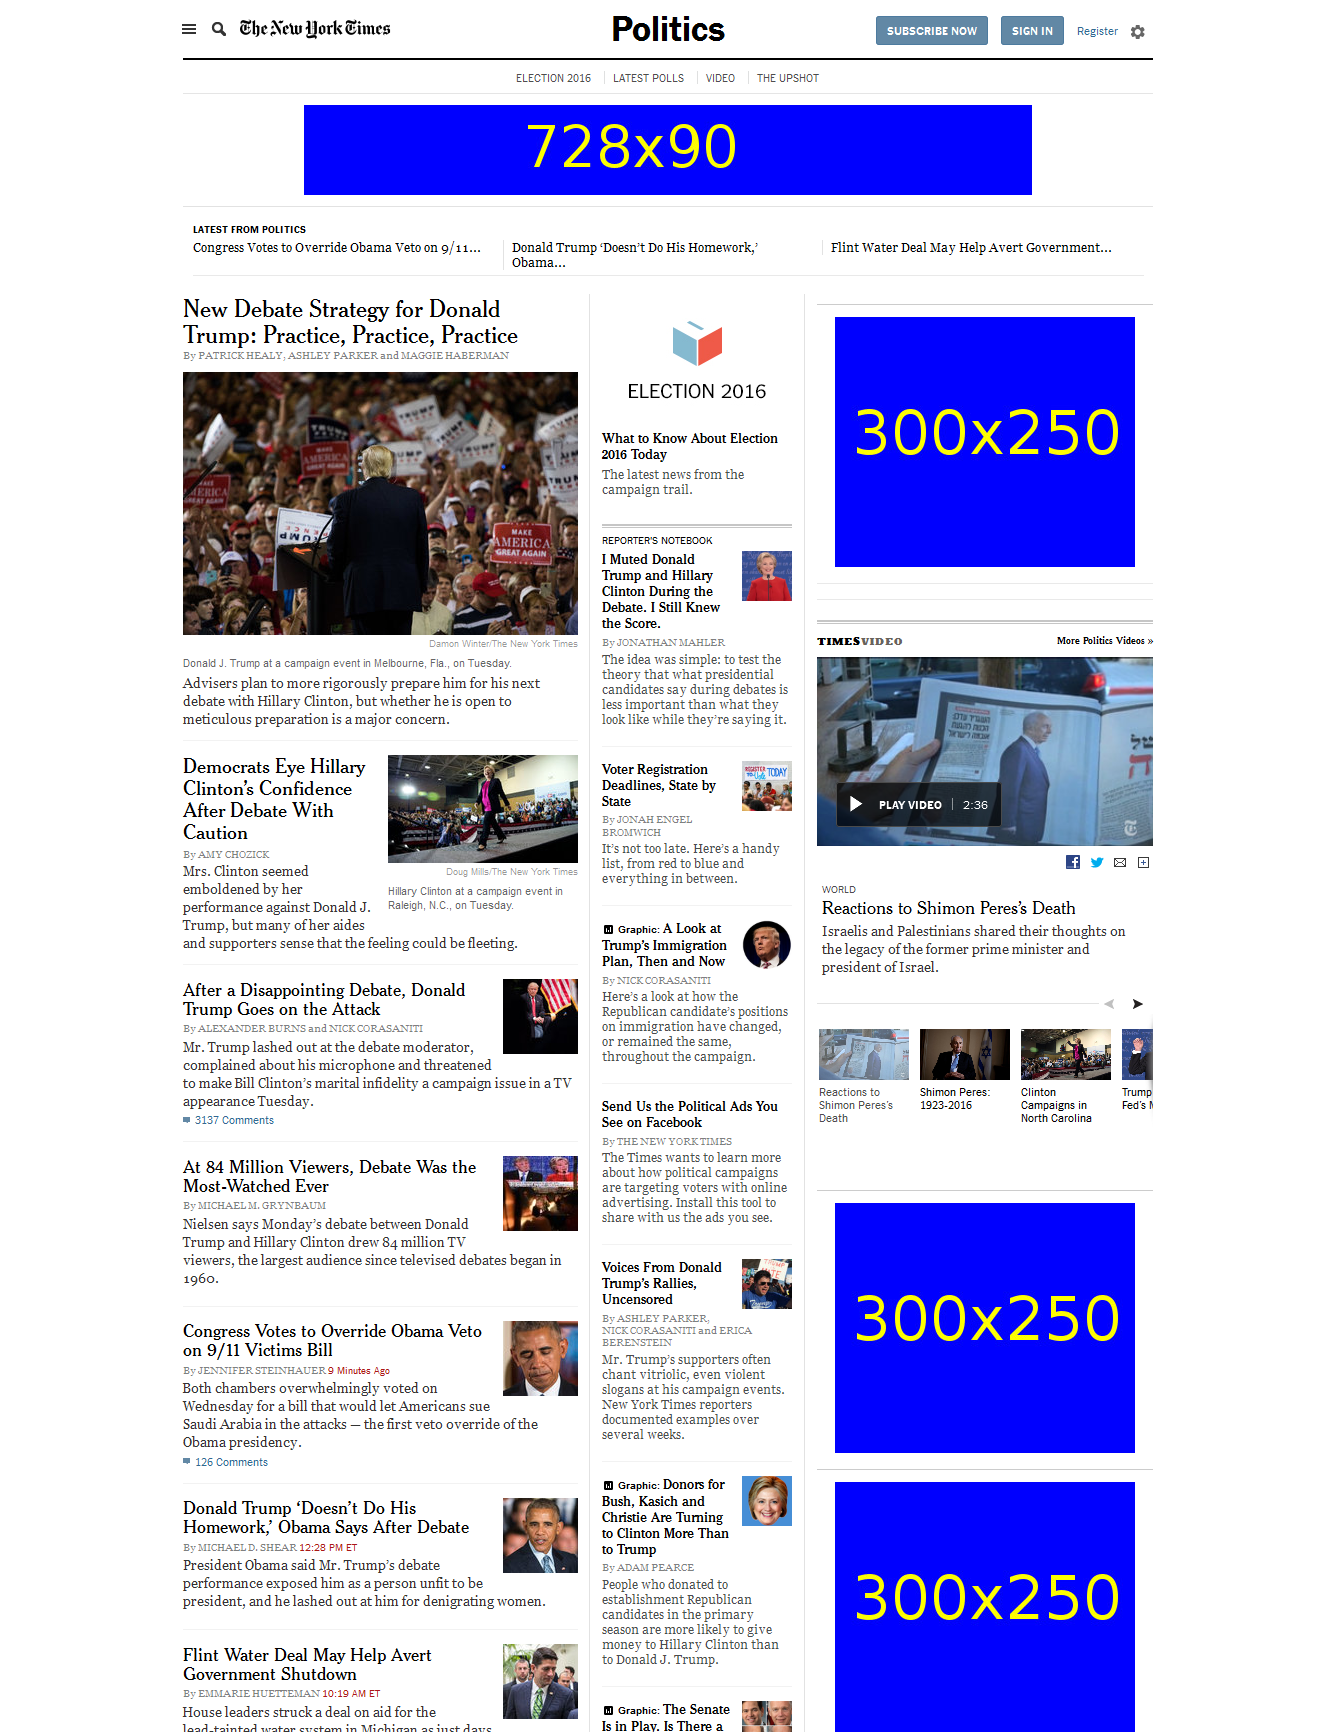 The New York Times
Politics
SUBSCRIBE NOW
SIGN IN
Register
ELECTION 2016
LATEST POLLS
VIDEO
THE UPSHOT
728x90
LATEST FROM POLITICS
Congress Votes to Override Obama Veto on 9/11...
Donald Trump ‘Doesn’t Do His Homework,’
Obama...
Flint Water Deal May Help Avert Government...
New Debate Strategy for Donald
Trump: Practice, Practice, Practice
By PATRICK HEALY, ASHLEY PARKER and MAGGIE HABERMAN
TRUMP
MAKE
AMERICA
GREAT AGAIN
Damon Winter/The New York Times
Donald J. Trump at a campaign event in Melbourne, Fla., on Tuesday.
Advisers plan to more rigorously prepare him for his next
debate with Hillary Clinton, but whether he is open to
meticulous preparation is a major concern.
Democrats Eye Hillary
Clinton’s Confidence
After Debate With
Caution
By AMY CHOZICK
Mrs. Clinton seemed
emboldened by her
performance against Donald J.
Trump, but many of her aides
and supporters sense that the feeling could be fleeting.
Doug Mills/The New York Times
Hillary Clinton at a campaign event in
Raleigh, N.C., on Tuesday.
After a Disappointing Debate, Donald
Trump Goes on the Attack
By ALEXANDER BURNS and NICK CORASANITI
Mr. Trump lashed out at the debate moderator,
complained about his microphone and threatened
to make Bill Clinton’s marital infidelity a campaign issue in a TV
appearance Tuesday.
3137 Comments
At 84 Million Viewers, Debate Was the
Most-Watched Ever
By MICHAEL M. GRYNBAUM
Nielsen says Monday’s debate between Donald
Trump and Hillary Clinton drew 84 million TV
viewers, the largest audience since televised debates began in
1960.
Congress Votes to Override Obama Veto
on 9/11 Victims Bill
By JENNIFER STEINHAUER 9 Minutes Ago
Both chambers overwhelmingly voted on
Wednesday for a bill that would let Americans sue
Saudi Arabia in the attacks — the first veto override of the
Obama presidency.
126 Comments
Donald Trump ‘Doesn’t Do His
Homework,’ Obama Says After Debate
By MICHAEL D. SHEAR 12:28 PM ET
President Obama said Mr. Trump’s debate
performance exposed him as a person unfit to be
president, and he lashed out at him for denigrating women.
Flint Water Deal May Help Avert
Government Shutdown
By EMMARIE HUETTEMAN 10:19 AM ET
House leaders struck a deal on aid for the
lead-tainted water system in Michigan as just days
ELECTION 2016
What to Know About Election
2016 Today
The latest news from the
campaign trail.
REPORTER’S NOTEBOOK
I Muted Donald
Trump and Hillary
Clinton During the
Debate. I Still Knew
the Score.
By JONATHAN MAHLER
The idea was simple: to test the
theory that what presidential
candidates say during debates is
less important than what they
look like while they’re saying it.
Voter Registration
Deadlines, State by
State
By JONAH ENGEL
BROMWICH
It’s not too late. Here’s a handy
list, from red to blue and
everything in between.
REGISTER
TO Vote TODAY
Graphic: A Look at
Trump’s Immigration
Plan, Then and Now
By NICK CORASANITI
Here’s a look at how the
Republican candidate’s positions
on immigration have changed,
or remained the same,
throughout the campaign.
Send Us the Political Ads You
See on Facebook
By THE NEW YORK TIMES
The Times wants to learn more
about how political campaigns
are targeting voters with online
advertising. Install this tool to
share with us the ads you see.
Voices From Donald
Trump’s Rallies,
Uncensored
By ASHLEY PARKER,
NICK CORASANITI and ERICA
BERENSTEIN
Mr. Trump’s supporters often
chant vitriolic, even violent
slogans at his campaign events.
New York Times reporters
documented examples over
several weeks.
Graphic: Donors for
Bush, Kasich and
Christie Are Turning
to Clinton More Than
to Trump
By ADAM PEARCE
People who donated to
establishment Republican
candidates in the primary
season are more likely to give
money to Hillary Clinton than
to Donald J. Trump.
Graphic: The Senate
Is in Play. Is There a
300x250
TIMESVIDEO
More Politics Videos »
PLAY VIDEO 2:36
WORLD
Reactions to Shimon Peres’s Death
Israelis and Palestinians shared their thoughts on
the legacy of the former prime minister and
president of Israel.
Reactions to
Shimon Peres’s
Death
Shimon Peres:
1923-2016
Clinton
Campaigns in
North Carolina
Trump
Fed’s
300x250
300x250